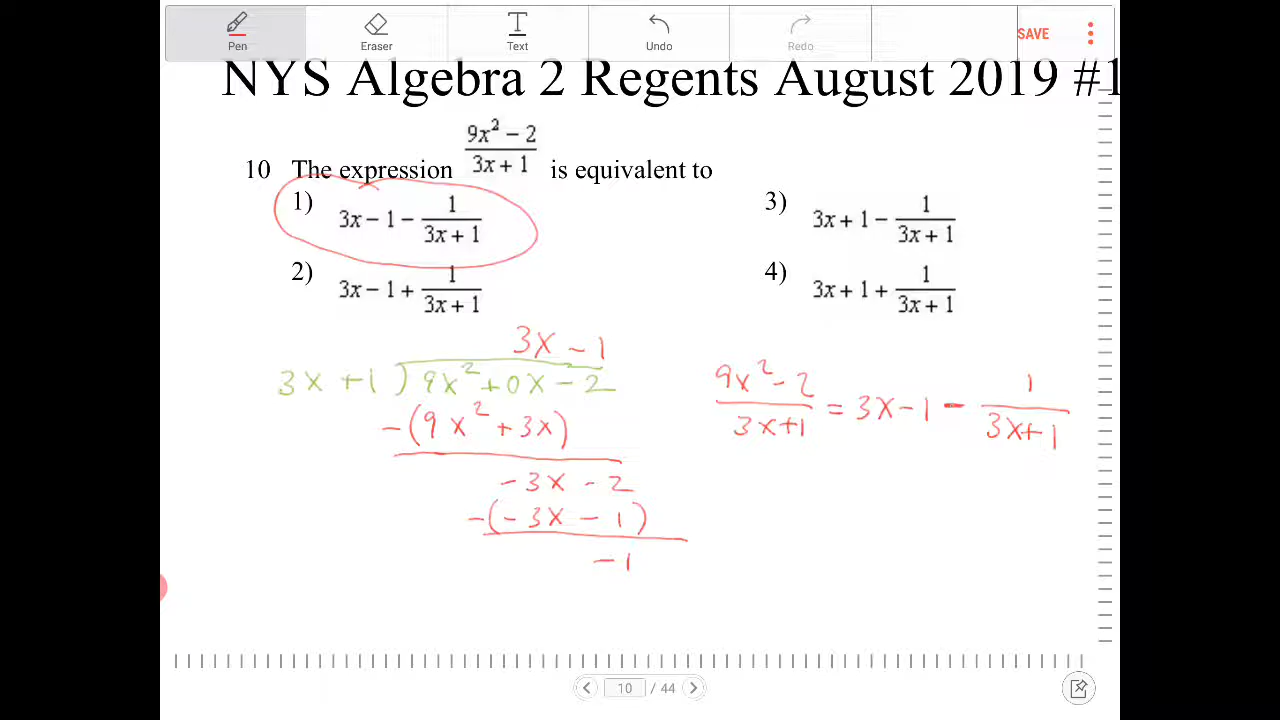 Pen Eraser Text Undo Redo SAVE
NYS Algebra 2 Regents August 2019 #1
10 The expression (9x² − 2)/(3x + 1) is equivalent to
1) 3x − 1 − 1/(3x + 1)
3) 3x + 1 − 1/(3x + 1)
2) 3x − 1 + 1/(3x + 1)
4) 3x + 1 + 1/(3x + 1)
3x − 1
3x + 1 ) 9x² + 0x − 2
−(9x² + 3x)
−3x − 2
−(−3x − 1)
−1
(9x² − 2)/(3x + 1) = 3x − 1 − 1/(3x + 1)
10 / 44